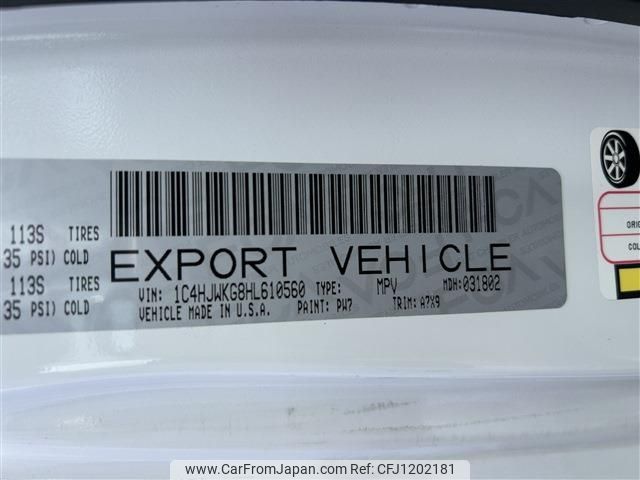 113S TIRES
35 PSI) COLD
113S TIRES
35 PSI) COLD
EXPORT VEHICLE
VIN: 1C4HJWKG8HL610560 TYPE: MPV MDH:031802
VEHICLE MADE IN U.S.A. PAINT: PW7 TRIM: A7X9
ORIG
www.CarFromJapan.com | CFJ1202181